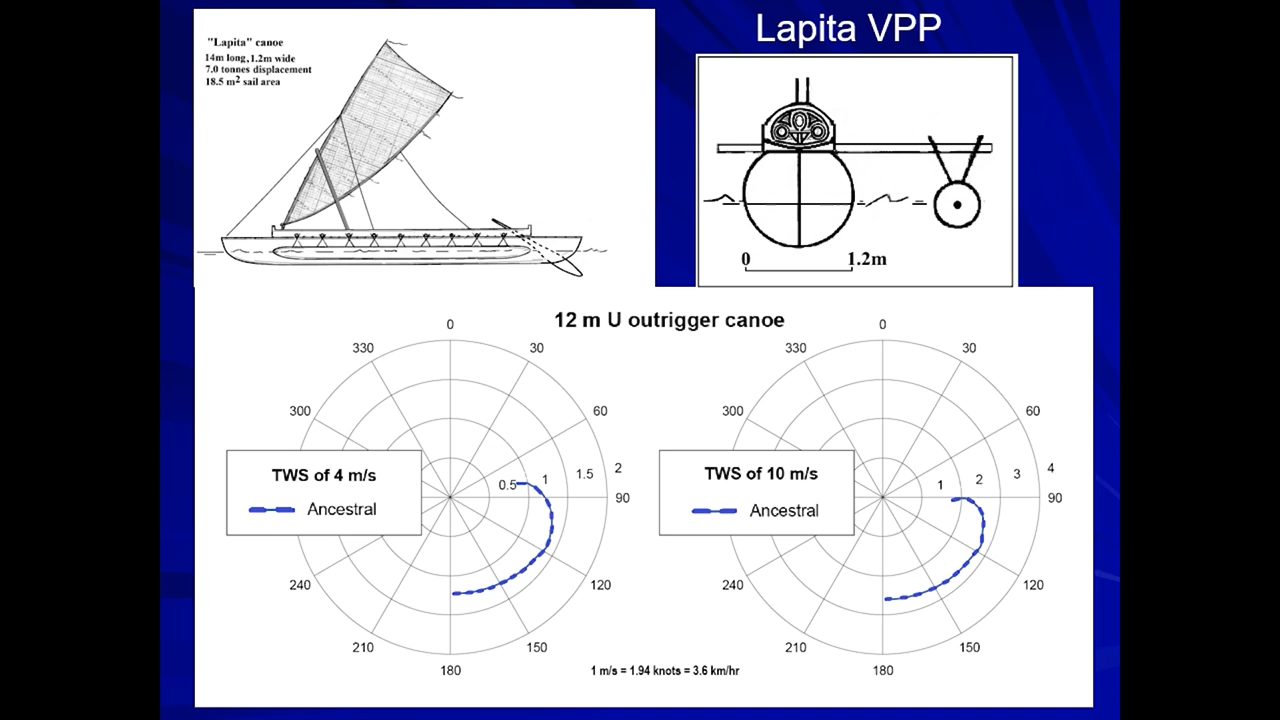 Lapita VPP
"Lapita" canoe
14m long, 1.2m wide
7.0 tonnes displacement
18.5 m² sail area
0 1.2m
12 m U outrigger canoe
0
330 30
300 60
TWS of 4 m/s
Ancestral
0.5 1 1.5 2
90
240 120
210 150
180
0
330 30
300 60
TWS of 10 m/s
Ancestral
1 2 3 4
90
240 120
210 150
180
1 m/s = 1.94 knots = 3.6 km/hr